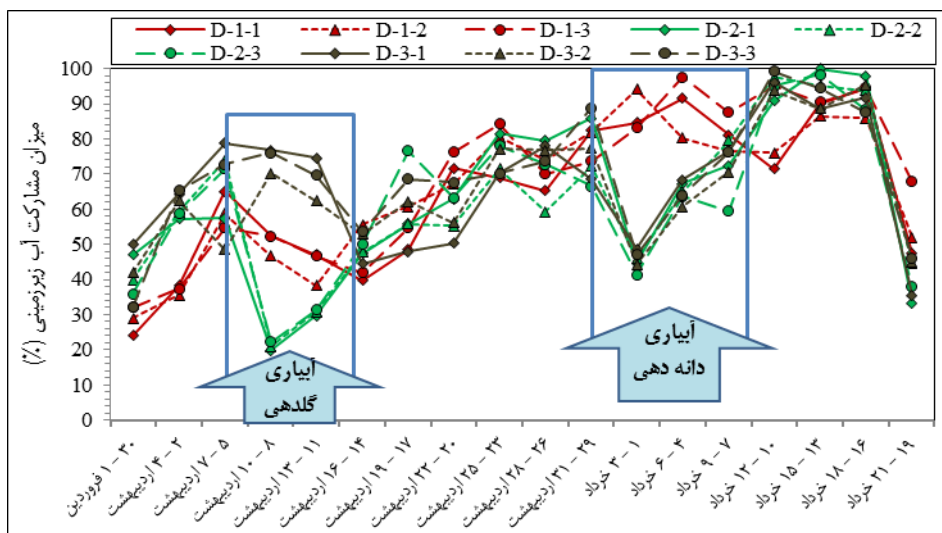 D-1-1 D-1-2 D-1-3 D-2-1 D-2-2
D-2-3 D-3-1 D-3-2 D-3-3
میزان مشارکت آب زیرزمینی (%)
100
90
80
70
60
50
40
30
20
10
0
آبیاری
گلدهی
آبیاری
دانه دهی
۱ - ۳۰ فروردین
۲ - ۴ اردیبهشت
۵ - ۷ اردیبهشت
۸ - ۱۰ اردیبهشت
۱۱ - ۱۳ اردیبهشت
۱۴ - ۱۶ اردیبهشت
۱۷ - ۱۹ اردیبهشت
۲۰ - ۲۲ اردیبهشت
۲۳ - ۲۵ اردیبهشت
۲۶ - ۲۸ اردیبهشت
۲۹ - ۳۱ اردیبهشت
۱ - ۳ خرداد
۴ - ۶ خرداد
۷ - ۹ خرداد
۱۰ - ۱۲ خرداد
۱۳ - ۱۵ خرداد
۱۶ - ۱۸ خرداد
۱۹ - ۲۱ خرداد